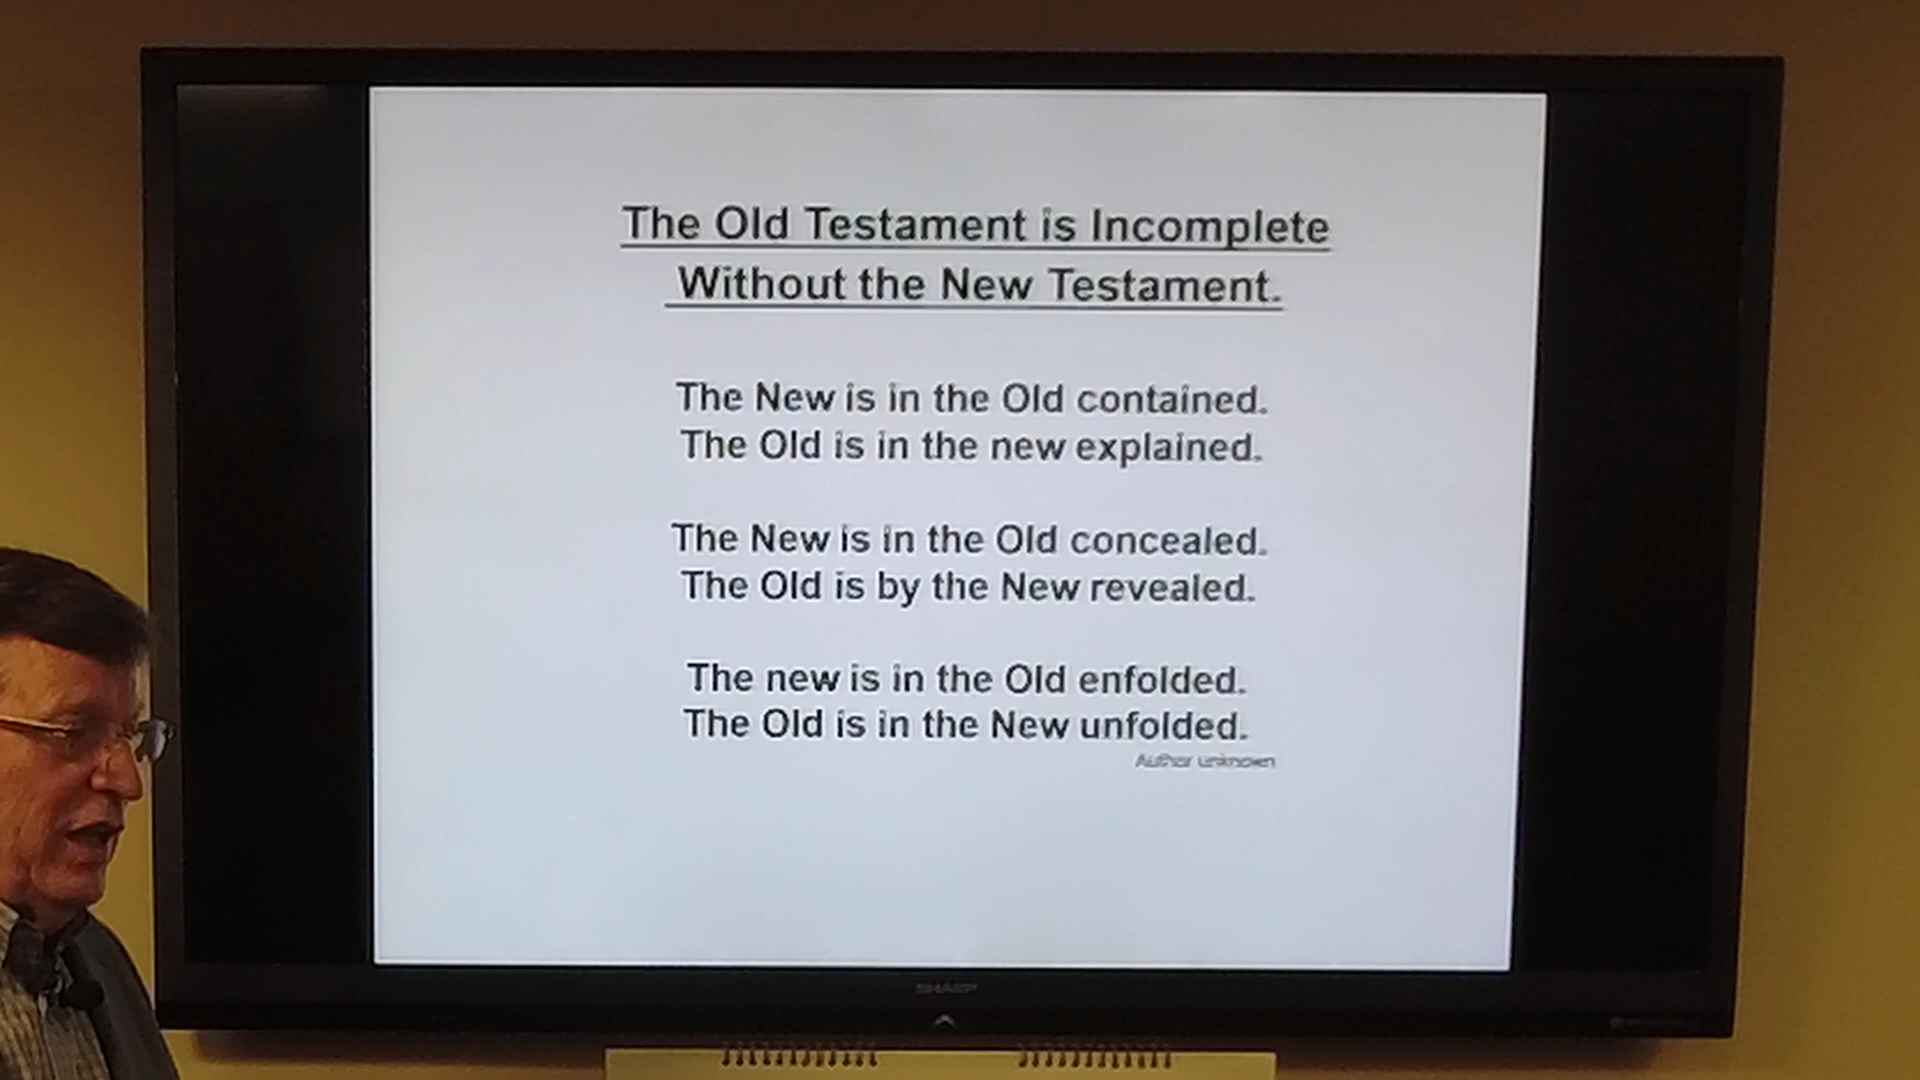 The Old Testament is Incomplete
Without the New Testament.
The New is in the Old contained.
The Old is in the new explained.
The New is in the Old concealed.
The Old is by the New revealed.
The new is in the Old enfolded.
The Old is in the New unfolded.
Author unknown
SHARP